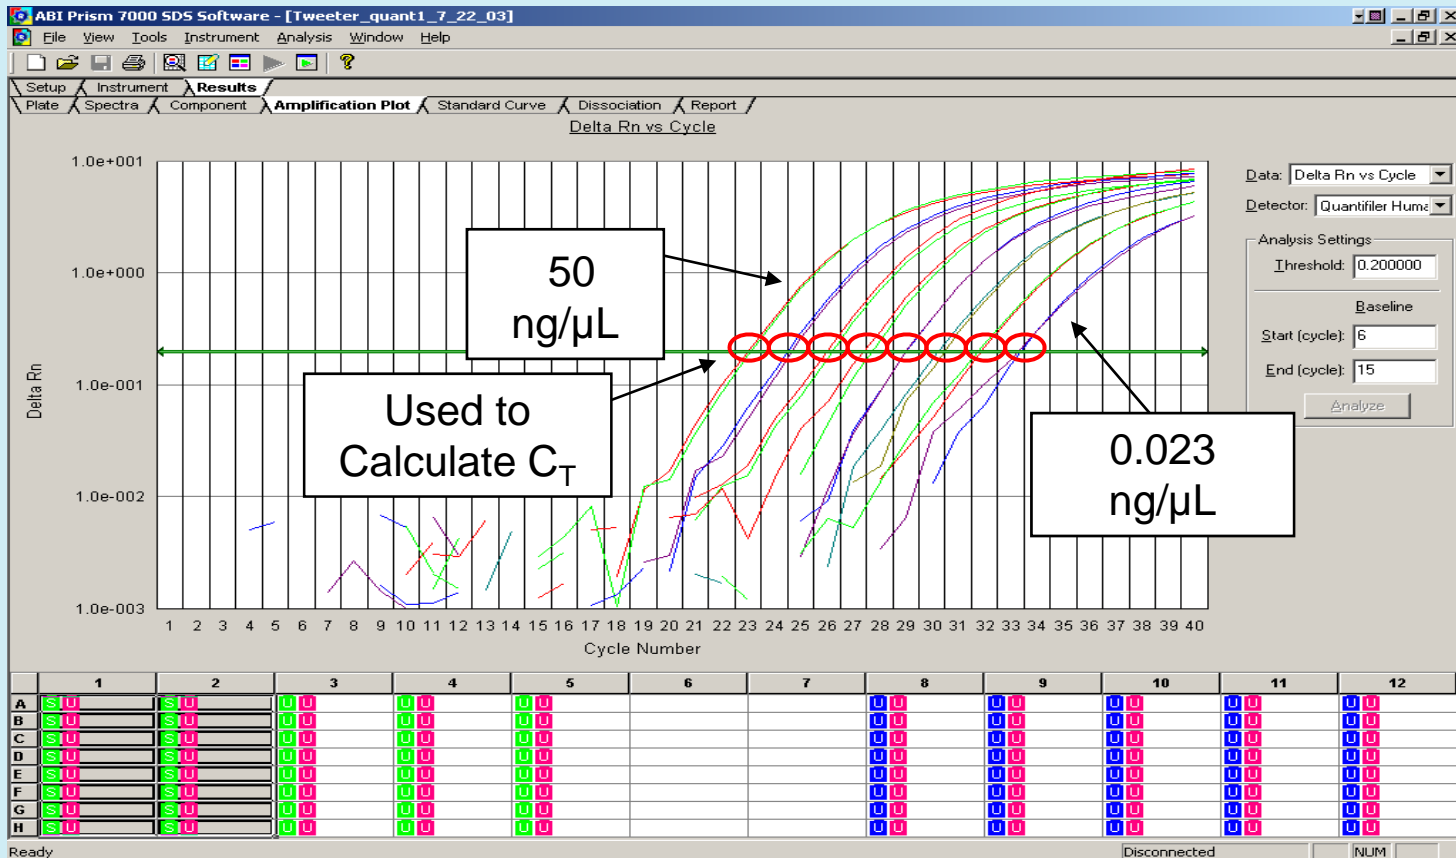 ABI Prism 7000 SDS Software - [Tweeter_quant1_7_22_03]
File View Tools Instrument Analysis Window Help
Setup Instrument Results
Plate Spectra Component Amplification Plot Standard Curve Dissociation Report
Delta Rn vs Cycle
1.0e+001
1.0e+000
1.0e-001
1.0e-002
1.0e-003
Delta Rn
50
ng/µL
Used to
Calculate CT
0.023
ng/µL
1 2 3 4 5 6 7 8 9 10 11 12 13 14 15 16 17 18 19 20 21 22 23 24 25 26 27 28 29 30 31 32 33 34 35 36 37 38 39 40
Cycle Number
Data: Delta Rn vs Cycle
Detector: Quantifiler Huma
Analysis Settings
Threshold: 0.200000
Baseline
Start (cycle): 6
End (cycle): 15
Analyze
1 2 3 4 5 6 7 8 9 10 11 12
A S U S U U U U U U U U U U U U U U U U U
B S U S U U U U U U U U U U U U U U U U U
C S U S U U U U U U U U U U U U U U U U U
D S U S U U U U U U U U U U U U U U U U U
E S U S U U U U U U U U U U U U U U U U U
F S U S U U U U U U U U U U U U U U U U U
G S U S U U U U U U U U U U U U U U U U U
H S U S U U U U U U U U U U U U U U U U U
Ready Disconnected NUM